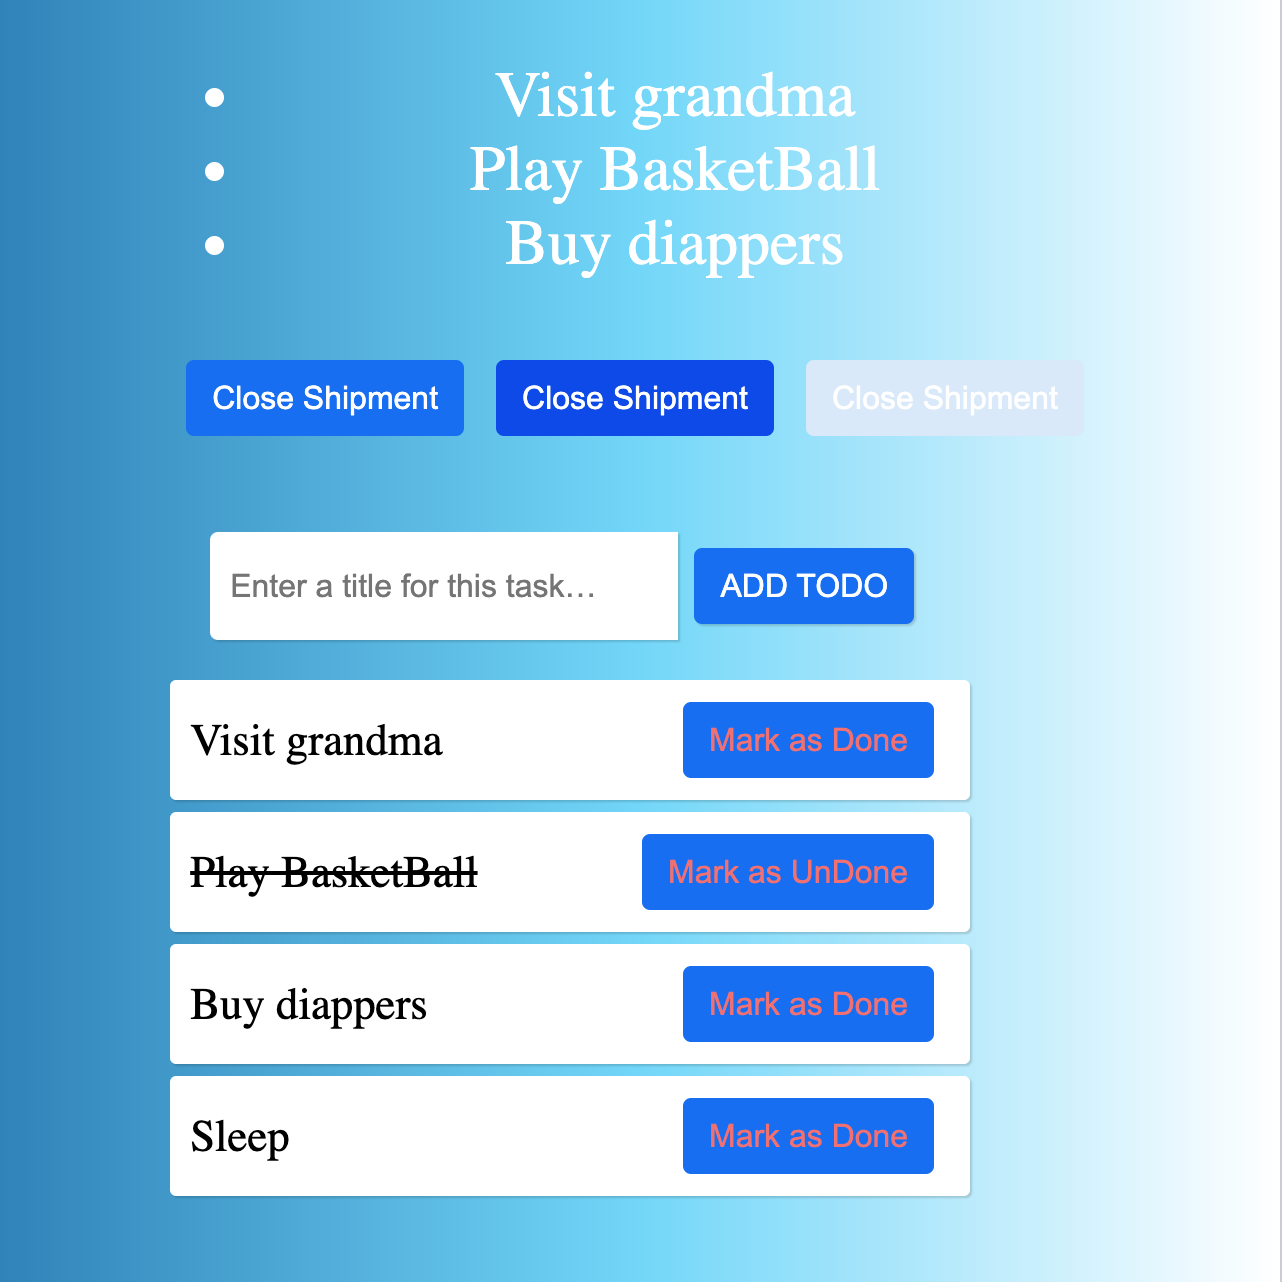 Visit grandma
Play BasketBall
Buy diappers
Close Shipment Close Shipment Close Shipment
Enter a title for this task… ADD TODO
Visit grandma Mark as Done
Play BasketBall Mark as UnDone
Buy diappers Mark as Done
Sleep Mark as Done